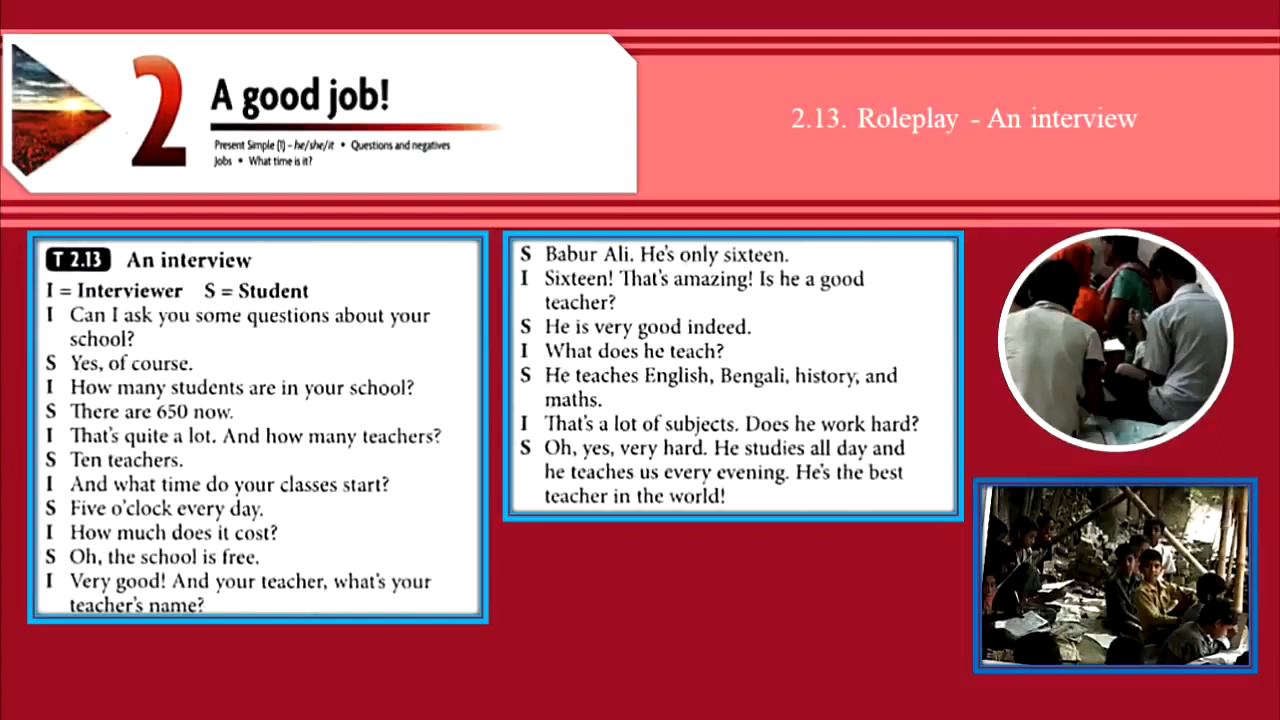 2
A good job!
Present Simple (1) – he/she/it • Questions and negatives
Jobs • What time is it?
2.13. Roleplay - An interview
T 2.13 An interview
I = Interviewer S = Student
I Can I ask you some questions about your
school?
S Yes, of course.
I How many students are in your school?
S There are 650 now.
I That's quite a lot. And how many teachers?
S Ten teachers.
I And what time do your classes start?
S Five o'clock every day.
I How much does it cost?
S Oh, the school is free.
I Very good! And your teacher, what's your
teacher's name?
S Babur Ali. He's only sixteen.
I Sixteen! That's amazing! Is he a good
teacher?
S He is very good indeed.
I What does he teach?
S He teaches English, Bengali, history, and
maths.
I That's a lot of subjects. Does he work hard?
S Oh, yes, very hard. He studies all day and
he teaches us every evening. He's the best
teacher in the world!